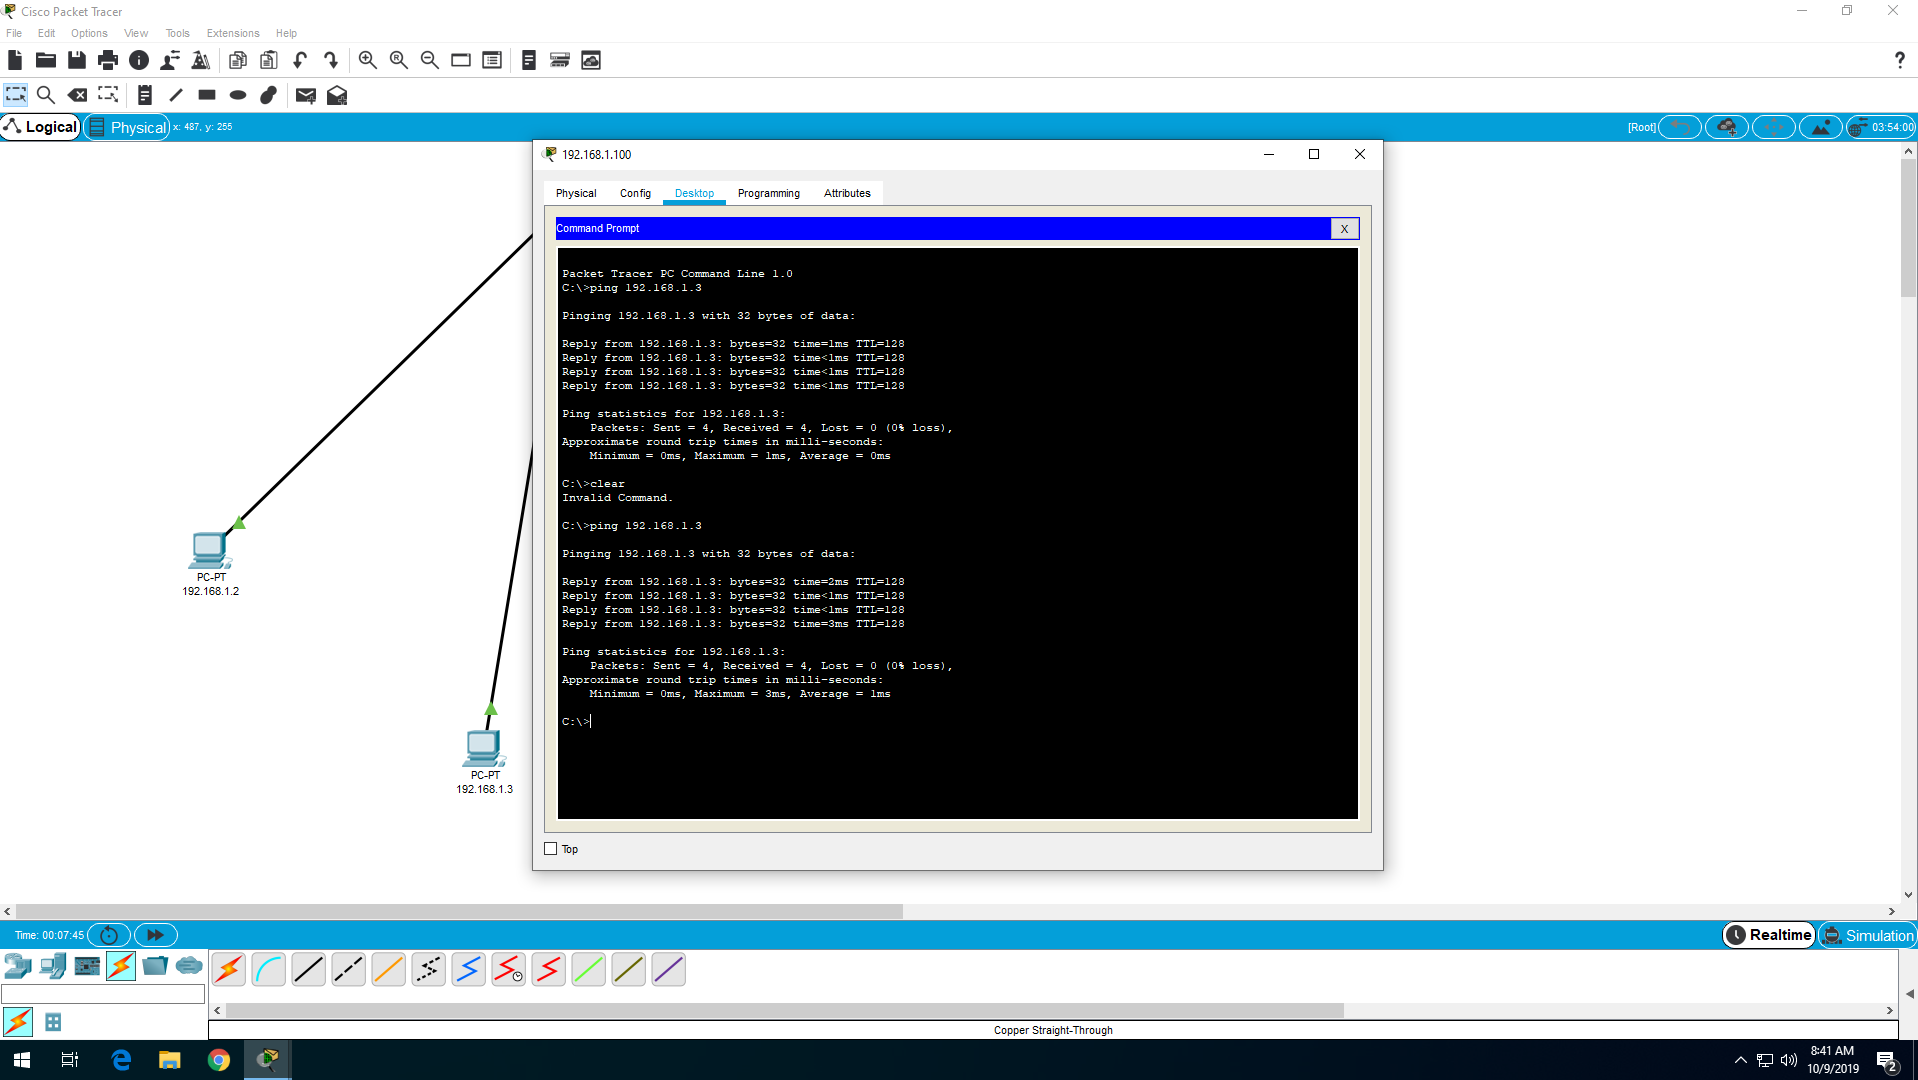 Cisco Packet Tracer
File Edit Options View Tools Extensions Help
Logical Physical x: 487, y: 255 [Root] 03:54:00
192.168.1.100
Physical Config Desktop Programming Attributes
Command Prompt X
Packet Tracer PC Command Line 1.0
C:\>ping 192.168.1.3
Pinging 192.168.1.3 with 32 bytes of data:
Reply from 192.168.1.3: bytes=32 time=1ms TTL=128
Reply from 192.168.1.3: bytes=32 time<1ms TTL=128
Reply from 192.168.1.3: bytes=32 time<1ms TTL=128
Reply from 192.168.1.3: bytes=32 time<1ms TTL=128
Ping statistics for 192.168.1.3:
Packets: Sent = 4, Received = 4, Lost = 0 (0% loss),
Approximate round trip times in milli-seconds:
Minimum = 0ms, Maximum = 1ms, Average = 0ms
C:\>clear
Invalid Command.
C:\>ping 192.168.1.3
Pinging 192.168.1.3 with 32 bytes of data:
Reply from 192.168.1.3: bytes=32 time=2ms TTL=128
Reply from 192.168.1.3: bytes=32 time<1ms TTL=128
Reply from 192.168.1.3: bytes=32 time<1ms TTL=128
Reply from 192.168.1.3: bytes=32 time=3ms TTL=128
Ping statistics for 192.168.1.3:
Packets: Sent = 4, Received = 4, Lost = 0 (0% loss),
Approximate round trip times in milli-seconds:
Minimum = 0ms, Maximum = 3ms, Average = 1ms
C:\>
PC-PT
192.168.1.2
PC-PT
192.168.1.3
Top
Time: 00:07:45 Realtime Simulation
Copper Straight-Through
8:41 AM
10/9/2019
2